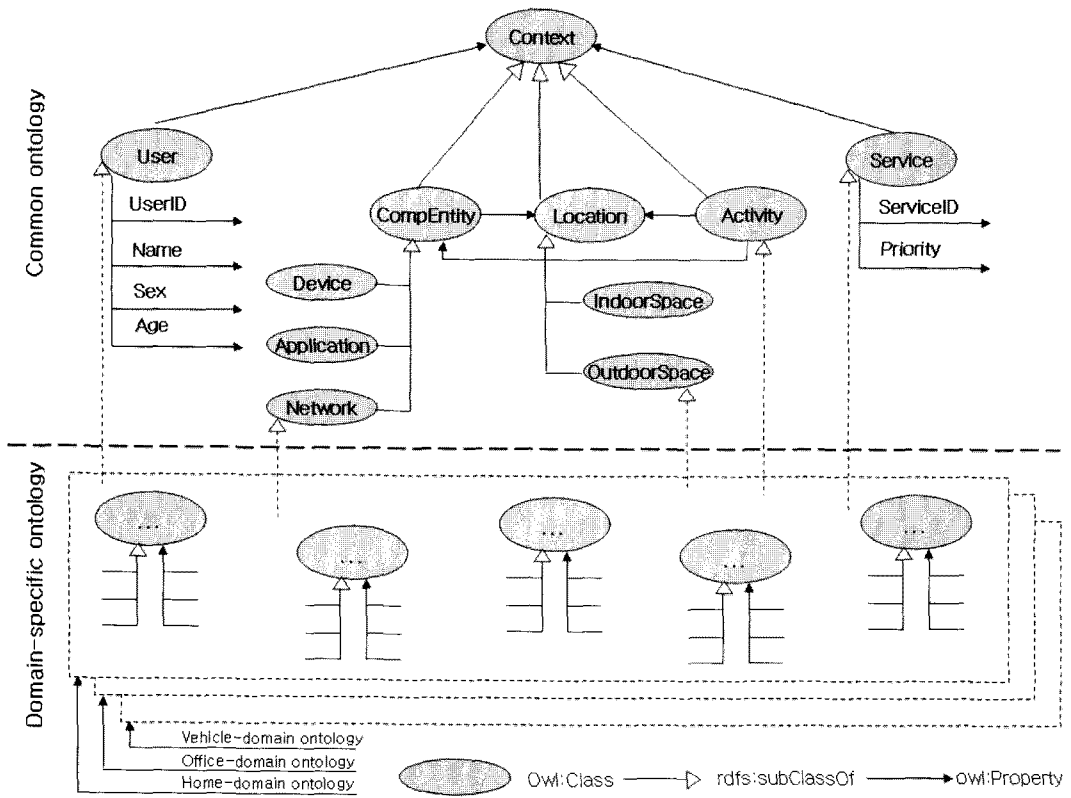 Context
Common ontology
User
Service
UserID
CompEntity
Location
Activity
ServiceID
Name
Priority
Device
Sex
IndoorSpace
Age
Application
OutdoorSpace
Network
Domain-specific ontology
...
...
...
...
...
Vehicle-domain ontology
Office-domain ontology
Home-domain ontology
Owl:Class
rdfs:subClassOf
owl:Property